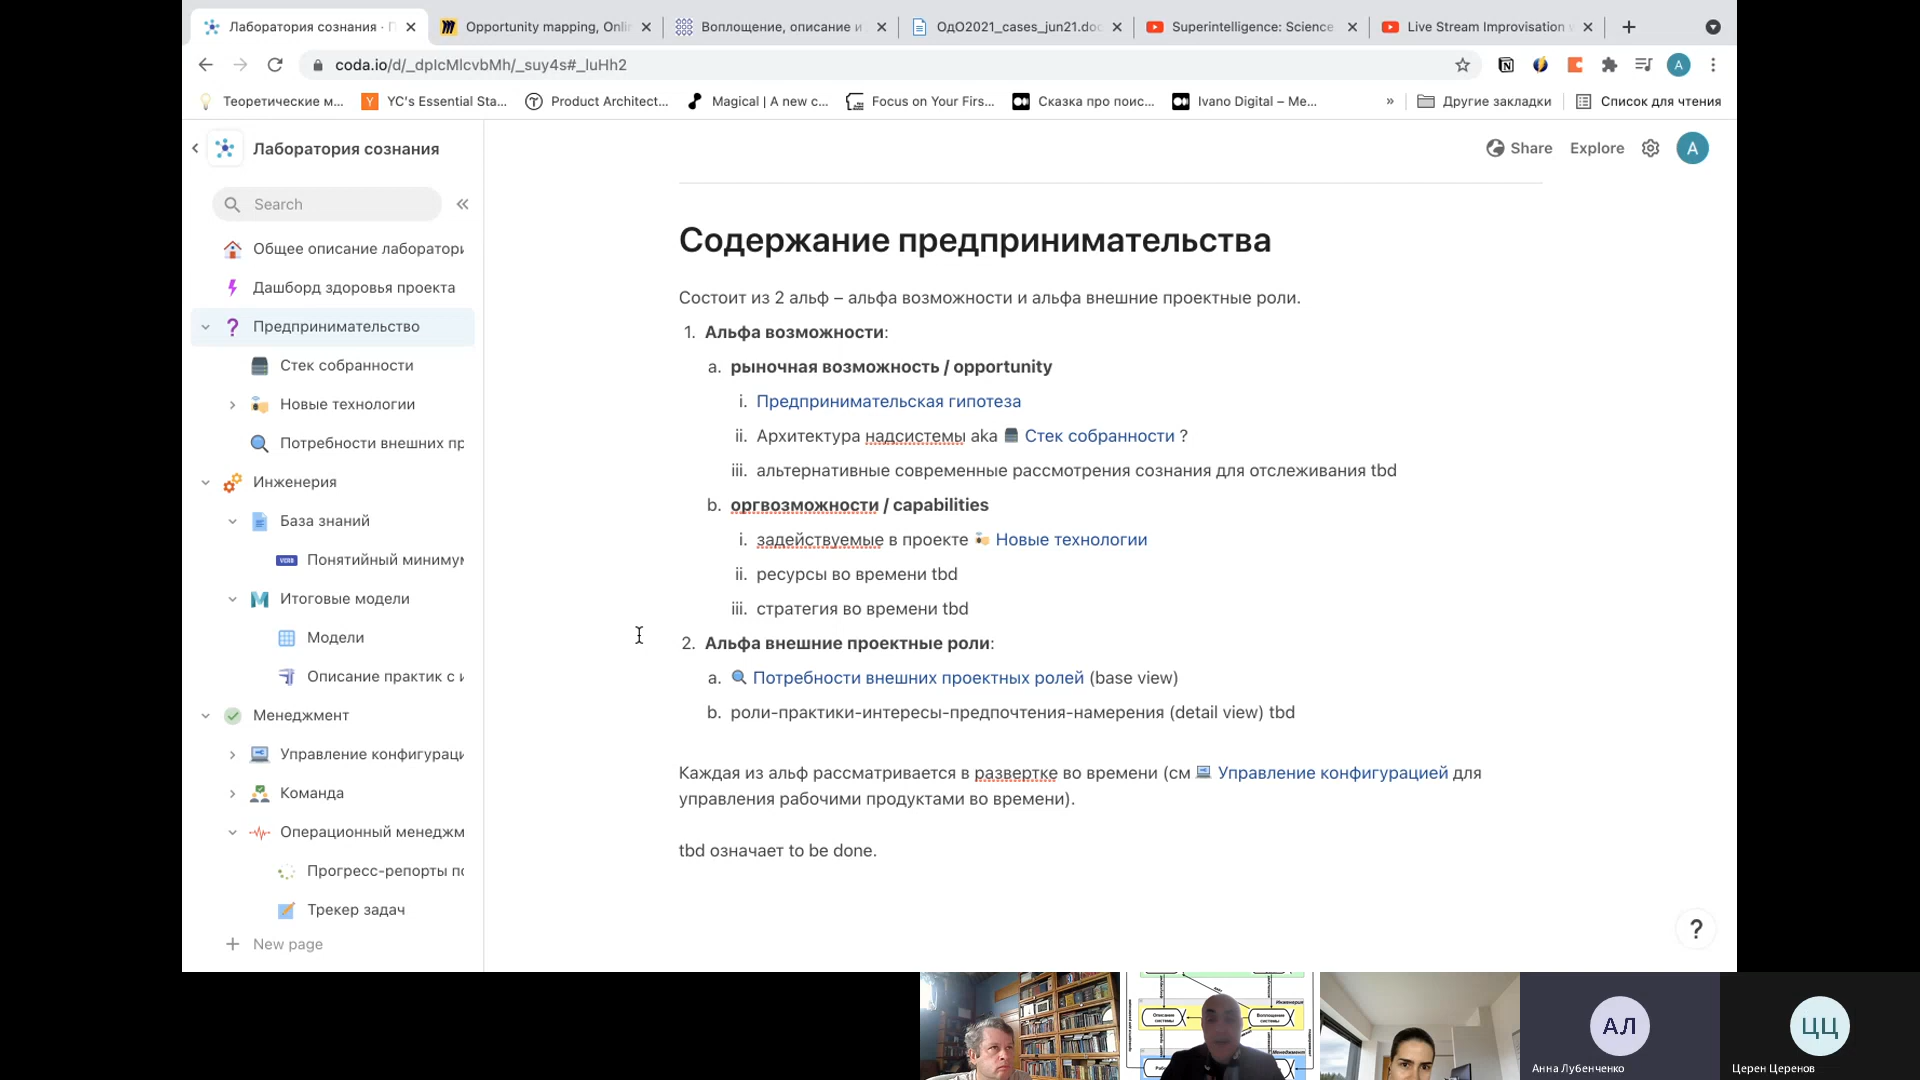 Лаборатория сознания · П
Opportunity mapping, Onli
Воплощение, описание и
ОдО2021_cases_jun21.doc
Superintelligence: Science
Live Stream Improvisation
coda.io/d/_dpIcMlcvbMh/_suy4s#_luHh2
A
Теоретические м...
YC's Essential Sta...
Product Architect...
Magical | A new c...
Focus on Your Firs...
Сказка про поис...
Ivano Digital – Me...
»
Другие закладки
Список для чтения
Лаборатория сознания
Share
Explore
A
Search
Общее описание лаборатори
Дашборд здоровья проекта
Предпринимательство
Стек собранности
Новые технологии
Потребности внешних пр
Инженерия
База знаний
Понятийный минимум
Итоговые модели
Модели
Описание практик с и
Менеджмент
Управление конфигураци
Команда
Операционный менеджм
Прогресс-репорты по
Трекер задач
New page
Содержание предпринимательства
Состоит из 2 альф – альфа возможности и альфа внешние проектные роли.
1. Альфа возможности:
a. рыночная возможность / opportunity
i. Предпринимательская гипотеза
ii. Архитектура надсистемы aka Стек собранности ?
iii. альтернативные современные рассмотрения сознания для отслеживания tbd
b. оргвозможности / capabilities
i. задействуемые в проекте Новые технологии
ii. ресурсы во времени tbd
iii. стратегия во времени tbd
2. Альфа внешние проектные роли:
a. Потребности внешних проектных ролей (base view)
b. роли-практики-интересы-предпочтения-намерения (detail view) tbd
Каждая из альф рассматривается в развертке во времени (см Управление конфигурацией для
управления рабочими продуктами во времени).
tbd означает to be done.
?
Инженерия
Описание системы
Воплощение системы
Менеджмент
АЛ
Анна Лубенченко
ЦЦ
Церен Церенов